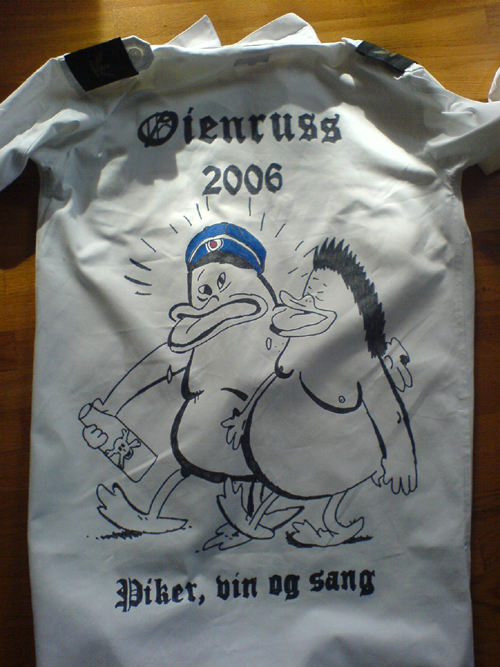 Øienruss
2006
Piker, vin og sang